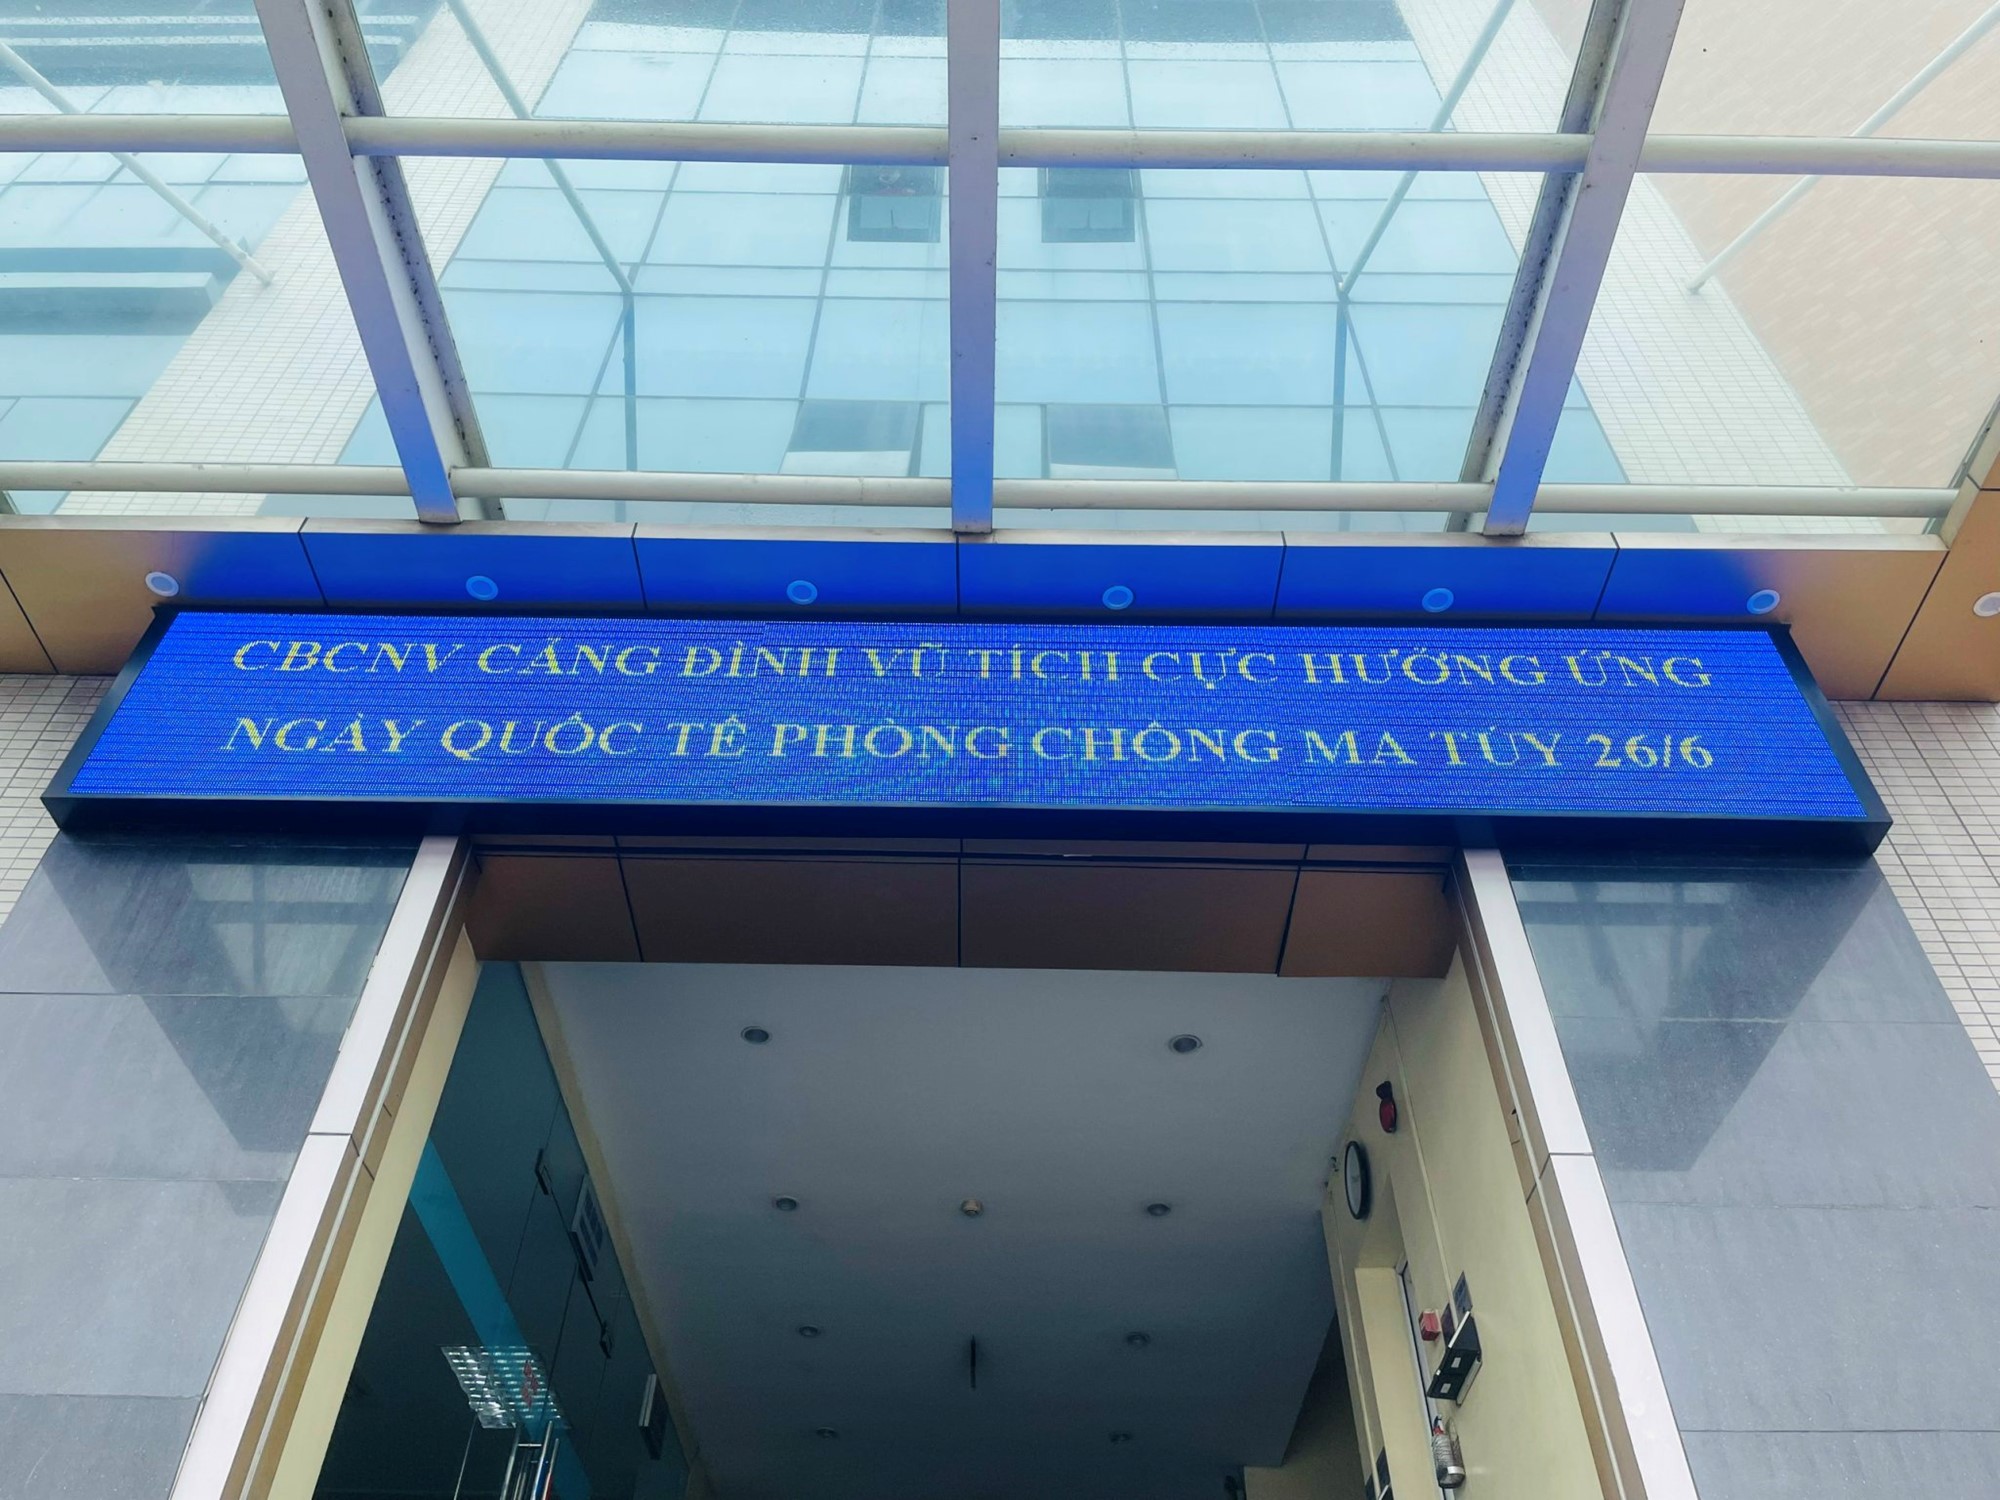 CBCNV CẢNG ĐÌNH VŨ TÍCH CỰC HƯỞNG ỨNG
NGÀY QUỐC TẾ PHÒNG CHỐNG MA TÚY 26/6